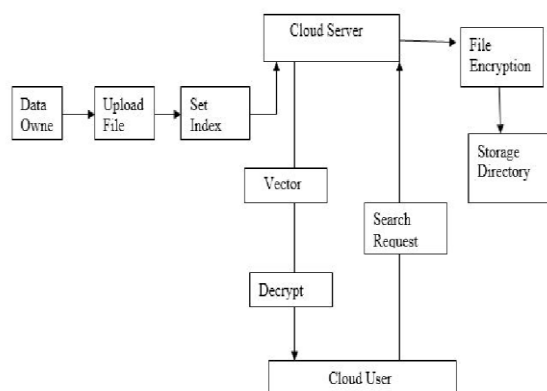 Cloud Server
File
Encryption
Data
Owne
Upload
File
Set
Index
Storage
Directory
Vector
Search
Request
Decrypt
Cloud User